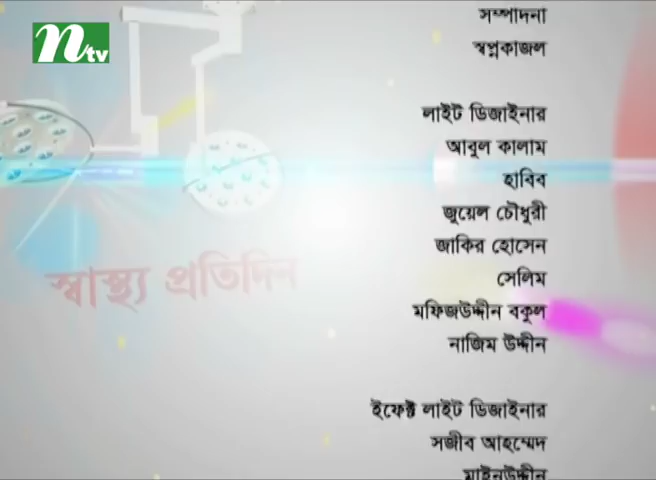 ntv
সম্পাদনা
স্বপ্নকাজল
লাইট ডিজাইনার
আবুল কালাম
হাবিব
জুয়েল চৌধুরী
জাকির হোসেন
স্বাস্থ্য প্রতিদিন
সেলিম
মফিজউদ্দীন বকুল
নাজিম উদ্দীন
ইফেক্ট লাইট ডিজাইনার
সজীব আহম্মেদ
মাইনউদ্দীন